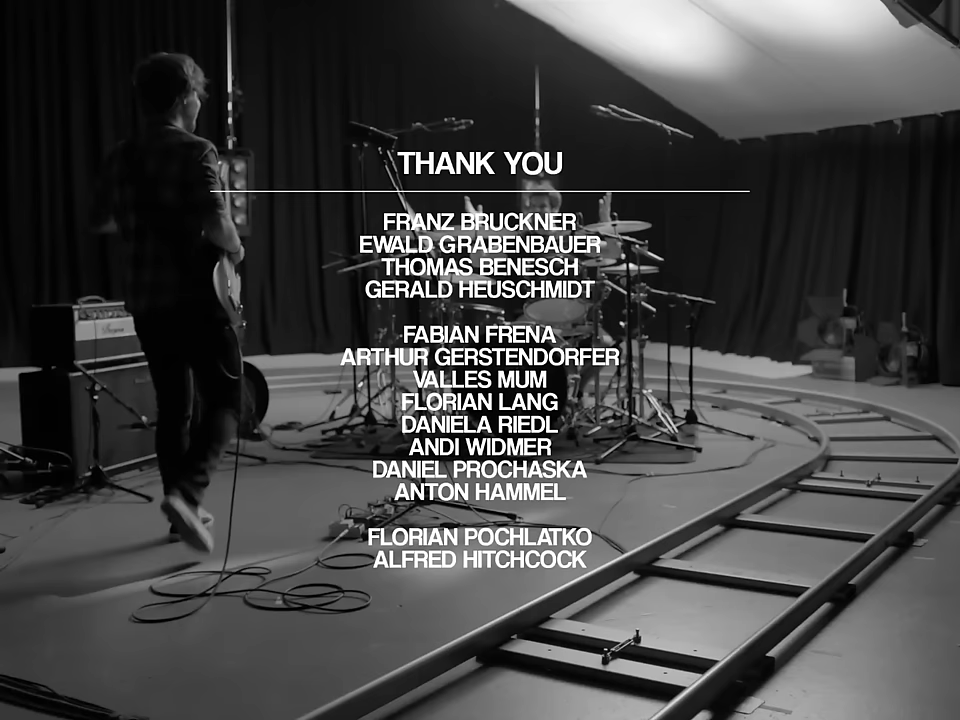 THANK YOU
FRANZ BRUCKNER
EWALD GRABENBAUER
THOMAS BENESCH
GERALD HEUSCHMIDT
FABIAN FRENA
ARTHUR GERSTENDORFER
VALLES MUM
FLORIAN LANG
DANIELA RIEDL
ANDI WIDMER
DANIEL PROCHASKA
ANTON HAMMEL
FLORIAN POCHLATKO
ALFRED HITCHCOCK